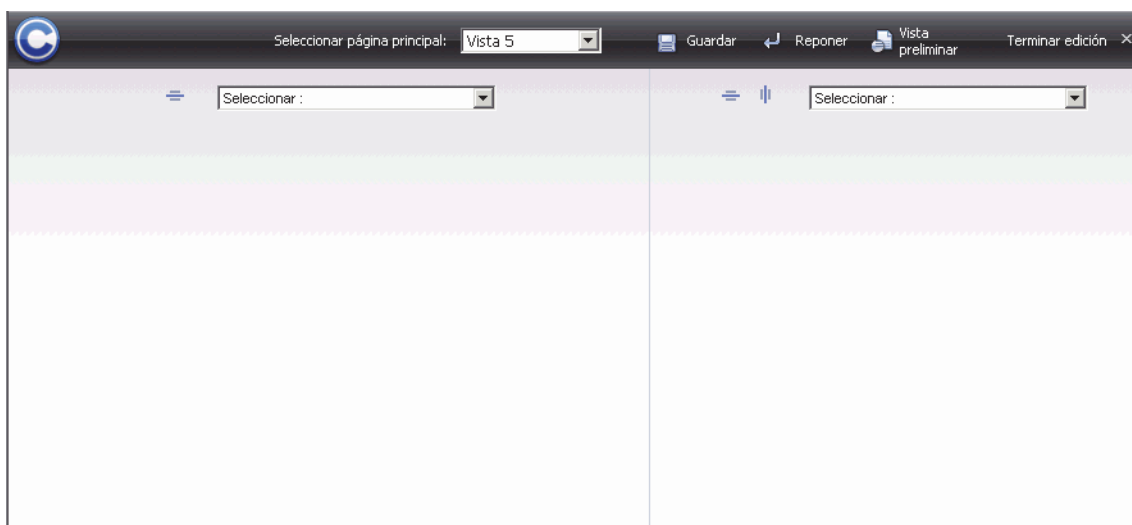 Seleccionar página principal: Vista 5 Guardar Reponer Vista preliminar Terminar edición
Seleccionar : Seleccionar :